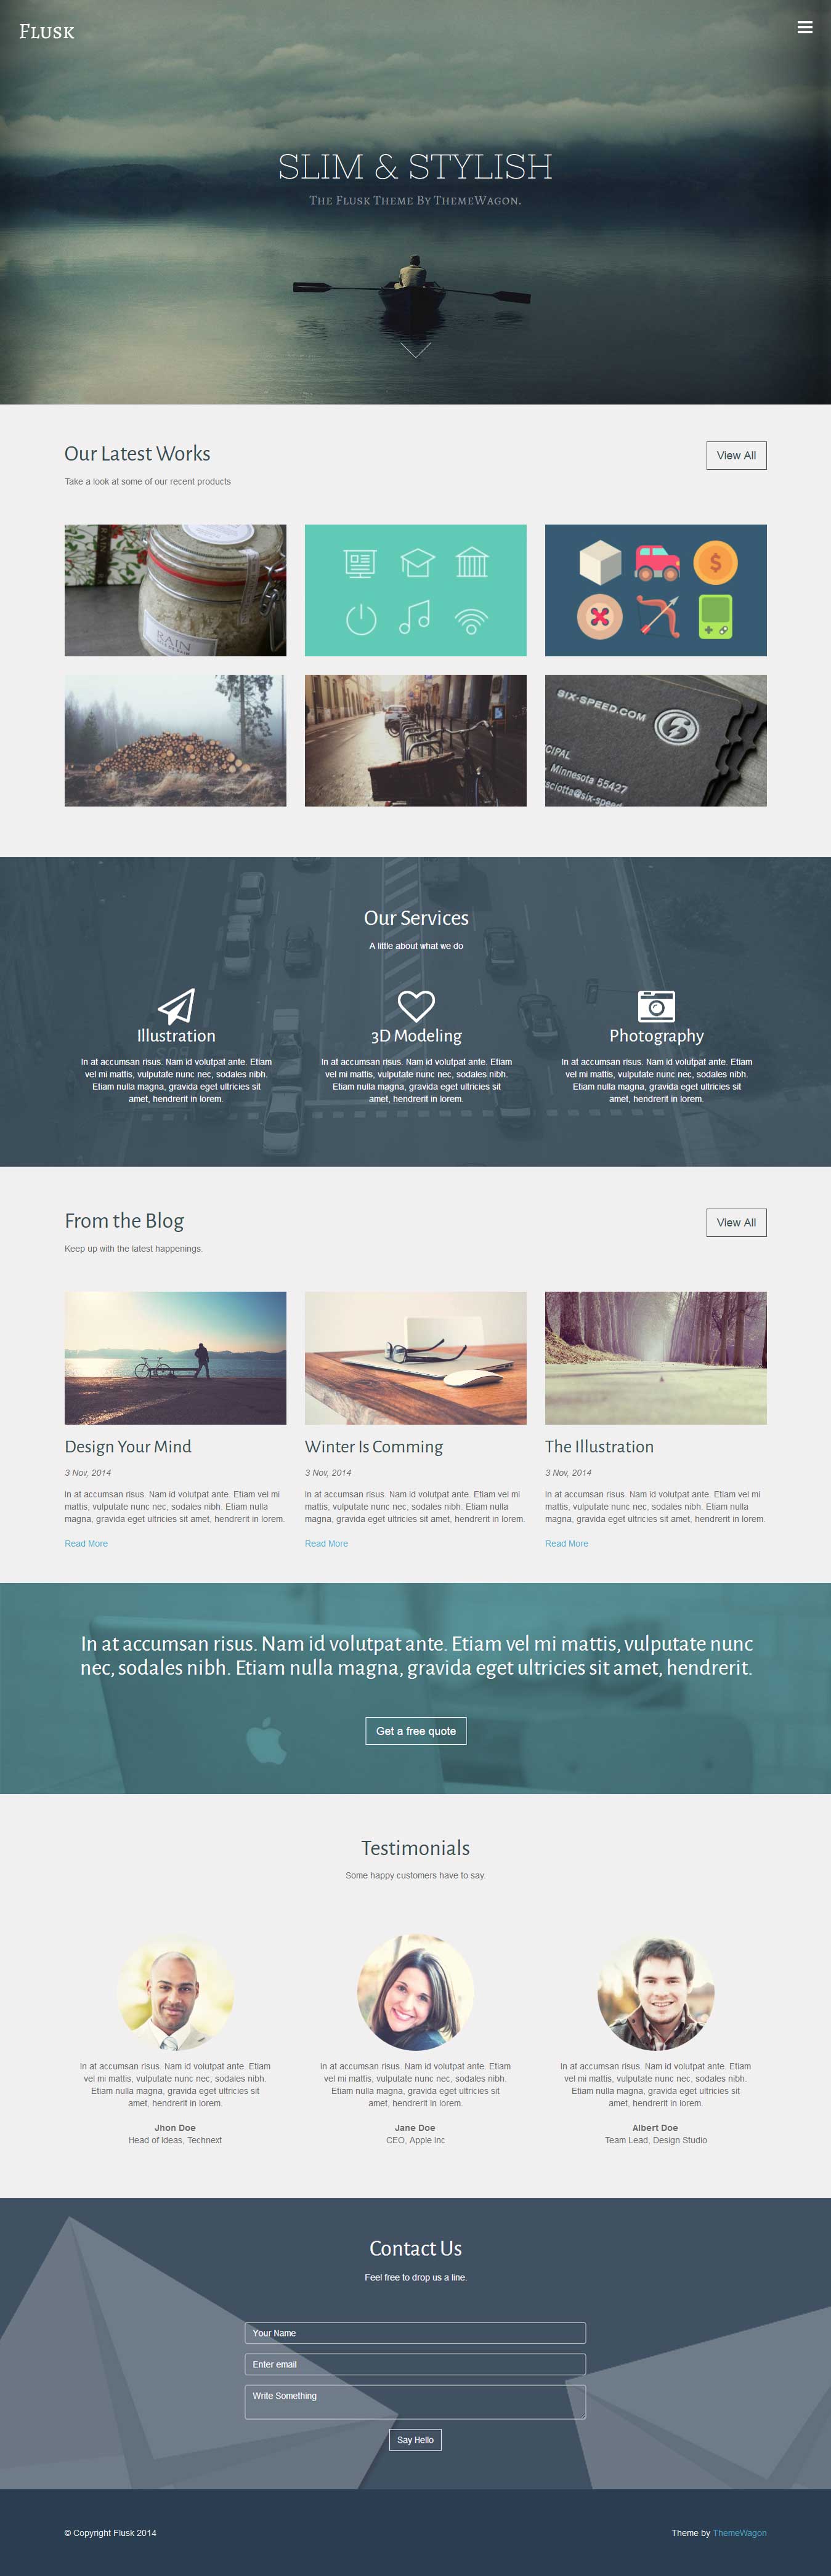 Flusk
SLIM & STYLISH
The Flusk Theme By ThemeWagon.
Our Latest Works
View All
Take a look at some of our recent products
RAIN
SIX-SPEED.COM
CIPAL
Minnesota 55427
sciotta@six-speed
Our Services
A little about what we do
Illustration
In at accumsan risus. Nam id volutpat ante. Etiam
vel mi mattis, vulputate nunc nec, sodales nibh.
Etiam nulla magna, gravida eget ultricies sit
amet, hendrerit in lorem.
3D Modeling
In at accumsan risus. Nam id volutpat ante. Etiam
vel mi mattis, vulputate nunc nec, sodales nibh.
Etiam nulla magna, gravida eget ultricies sit
amet, hendrerit in lorem.
Photography
In at accumsan risus. Nam id volutpat ante. Etiam
vel mi mattis, vulputate nunc nec, sodales nibh.
Etiam nulla magna, gravida eget ultricies sit
amet, hendrerit in lorem.
From the Blog
View All
Keep up with the latest happenings.
Design Your Mind
3 Nov, 2014
In at accumsan risus. Nam id volutpat ante. Etiam vel mi
mattis, vulputate nunc nec, sodales nibh. Etiam nulla
magna, gravida eget ultricies sit amet, hendrerit in lorem.
Read More
Winter Is Comming
3 Nov, 2014
In at accumsan risus. Nam id volutpat ante. Etiam vel mi
mattis, vulputate nunc nec, sodales nibh. Etiam nulla
magna, gravida eget ultricies sit amet, hendrerit in lorem.
Read More
The Illustration
3 Nov, 2014
In at accumsan risus. Nam id volutpat ante. Etiam vel mi
mattis, vulputate nunc nec, sodales nibh. Etiam nulla
magna, gravida eget ultricies sit amet, hendrerit in lorem.
Read More
In at accumsan risus. Nam id volutpat ante. Etiam vel mi mattis, vulputate nunc
nec, sodales nibh. Etiam nulla magna, gravida eget ultricies sit amet, hendrerit.
Get a free quote
Testimonials
Some happy customers have to say.
In at accumsan risus. Nam id volutpat ante. Etiam
vel mi mattis, vulputate nunc nec, sodales nibh.
Etiam nulla magna, gravida eget ultricies sit
amet, hendrerit in lorem.
Jhon Doe
Head of Ideas, Technext
In at accumsan risus. Nam id volutpat ante. Etiam
vel mi mattis, vulputate nunc nec, sodales nibh.
Etiam nulla magna, gravida eget ultricies sit
amet, hendrerit in lorem.
Jane Doe
CEO, Apple Inc
In at accumsan risus. Nam id volutpat ante. Etiam
vel mi mattis, vulputate nunc nec, sodales nibh.
Etiam nulla magna, gravida eget ultricies sit
amet, hendrerit in lorem.
Albert Doe
Team Lead, Design Studio
Contact Us
Feel free to drop us a line.
Your Name
Enter email
Write Something
Say Hello
© Copyright Flusk 2014
Theme by ThemeWagon